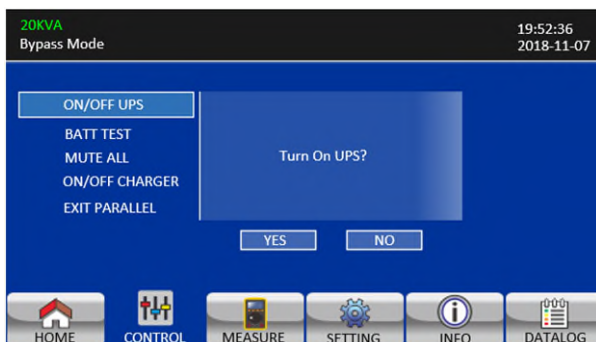 20KVA
Bypass Mode
19:52:36
2018-11-07
ON/OFF UPS
BATT TEST
MUTE ALL
ON/OFF CHARGER
EXIT PARALLEL
Turn On UPS?
YES NO
HOME CONTROL MEASURE SETTING INFO DATALOG